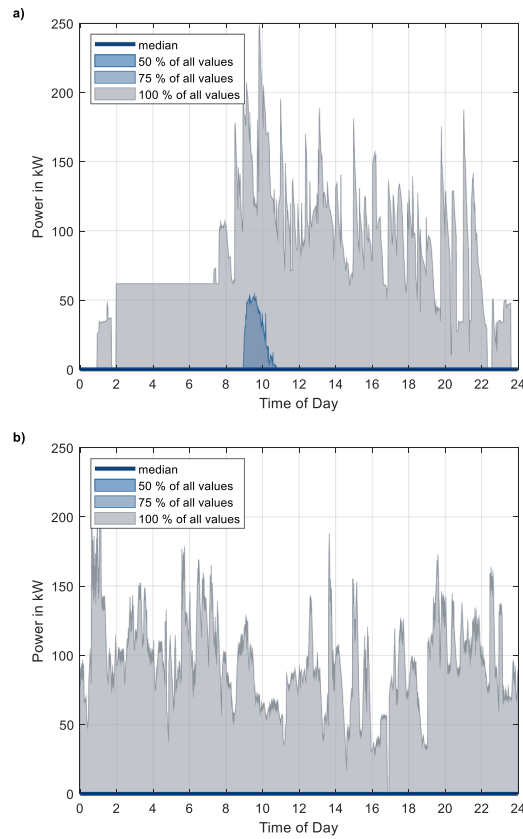 a)
250
200
150
100
50
0
Power in kW
median
50 % of all values
75 % of all values
100 % of all values
0 2 4 6 8 10 12 14 16 18 20 22 24
Time of Day
b)
250
200
150
100
50
0
Power in kW
median
50 % of all values
75 % of all values
100 % of all values
0 2 4 6 8 10 12 14 16 18 20 22 24
Time of Day